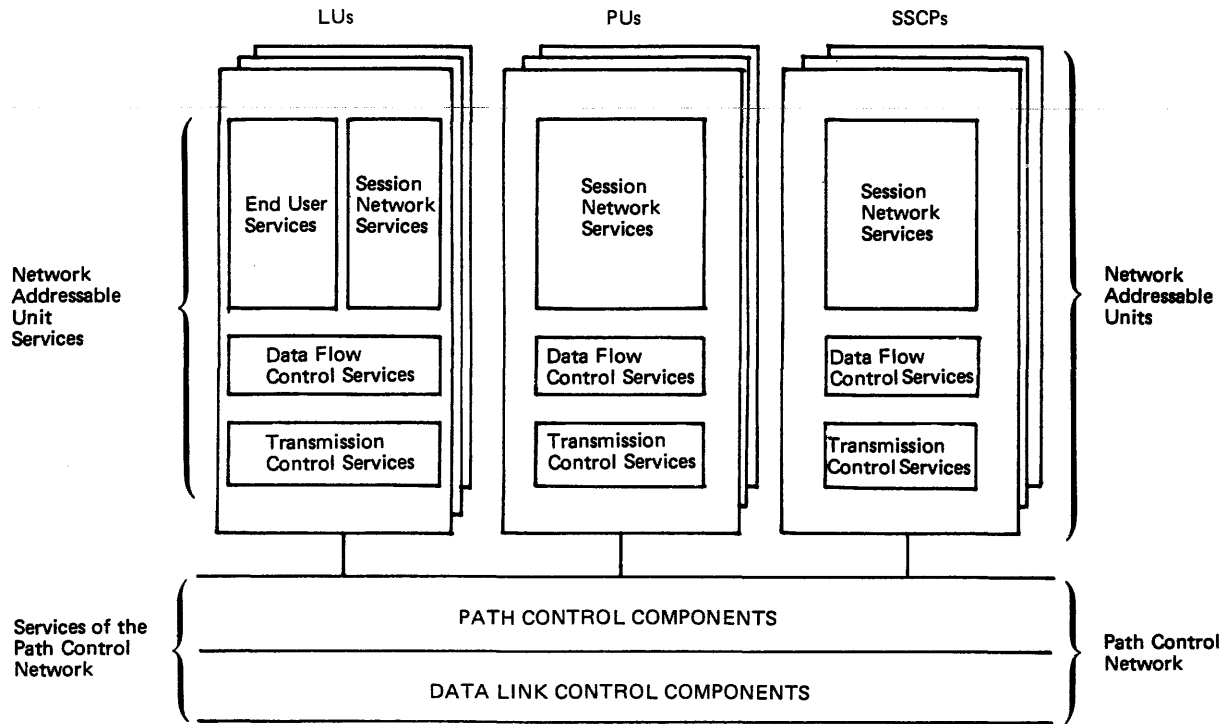 LUs
PUs
SSCPs
End User
Services
Session
Network
Services
Session
Network
Services
Session
Network
Services
Network
Addressable
Unit
Services
Network
Addressable
Units
Data Flow
Control Services
Data Flow
Control Services
Data Flow
Control Services
Transmission
Control Services
Transmission
Control Services
Transmission
Control Services
Services of the
Path Control
Network
PATH CONTROL COMPONENTS
DATA LINK CONTROL COMPONENTS
Path Control
Network